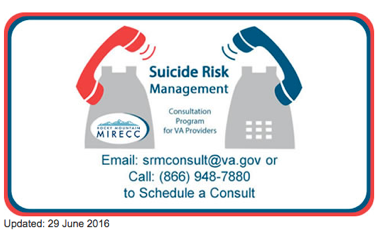 Suicide Risk
Management
Consultation
Program
for VA Providers
ROCKY MOUNTAIN
MIRECC
Email: srmconsult@va.gov or
Call: (866) 948-7880
to Schedule a Consult
Updated: 29 June 2016